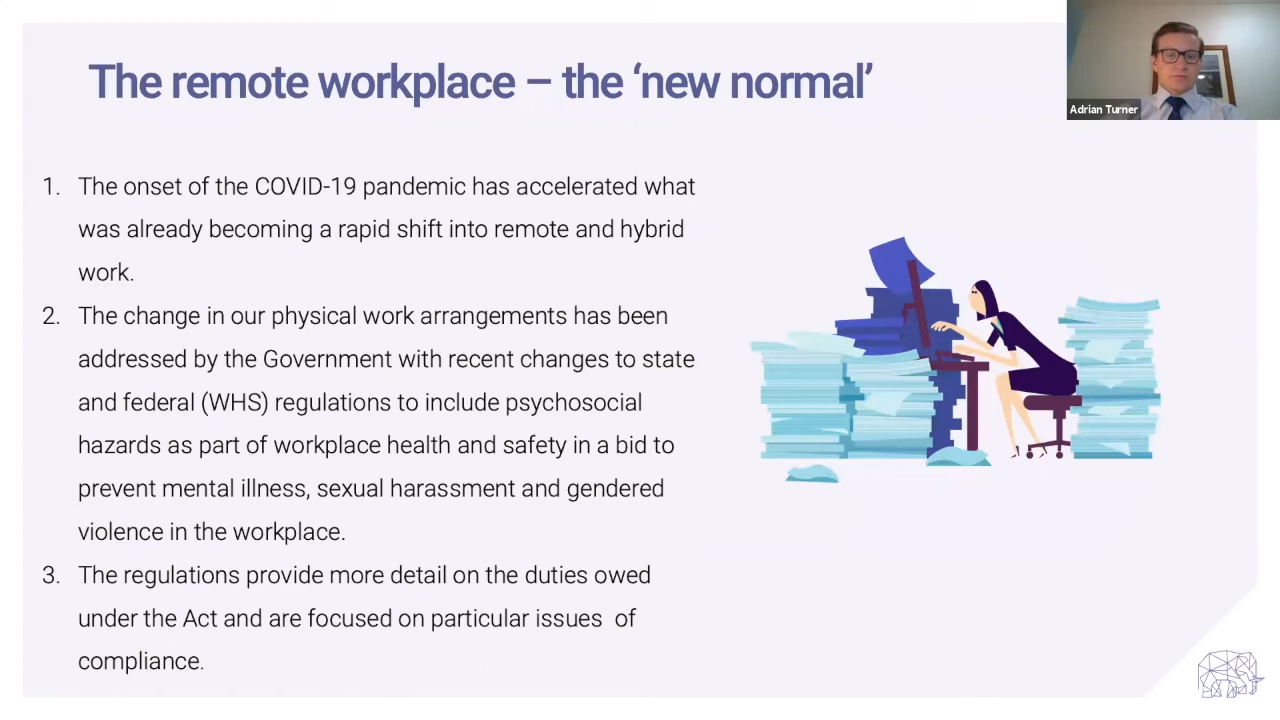 The remote workplace – the ‘new normal’
Adrian Turner
1. The onset of the COVID-19 pandemic has accelerated what
was already becoming a rapid shift into remote and hybrid
work.
2. The change in our physical work arrangements has been
addressed by the Government with recent changes to state
and federal (WHS) regulations to include psychosocial
hazards as part of workplace health and safety in a bid to
prevent mental illness, sexual harassment and gendered
violence in the workplace.
3. The regulations provide more detail on the duties owed
under the Act and are focused on particular issues  of
compliance.